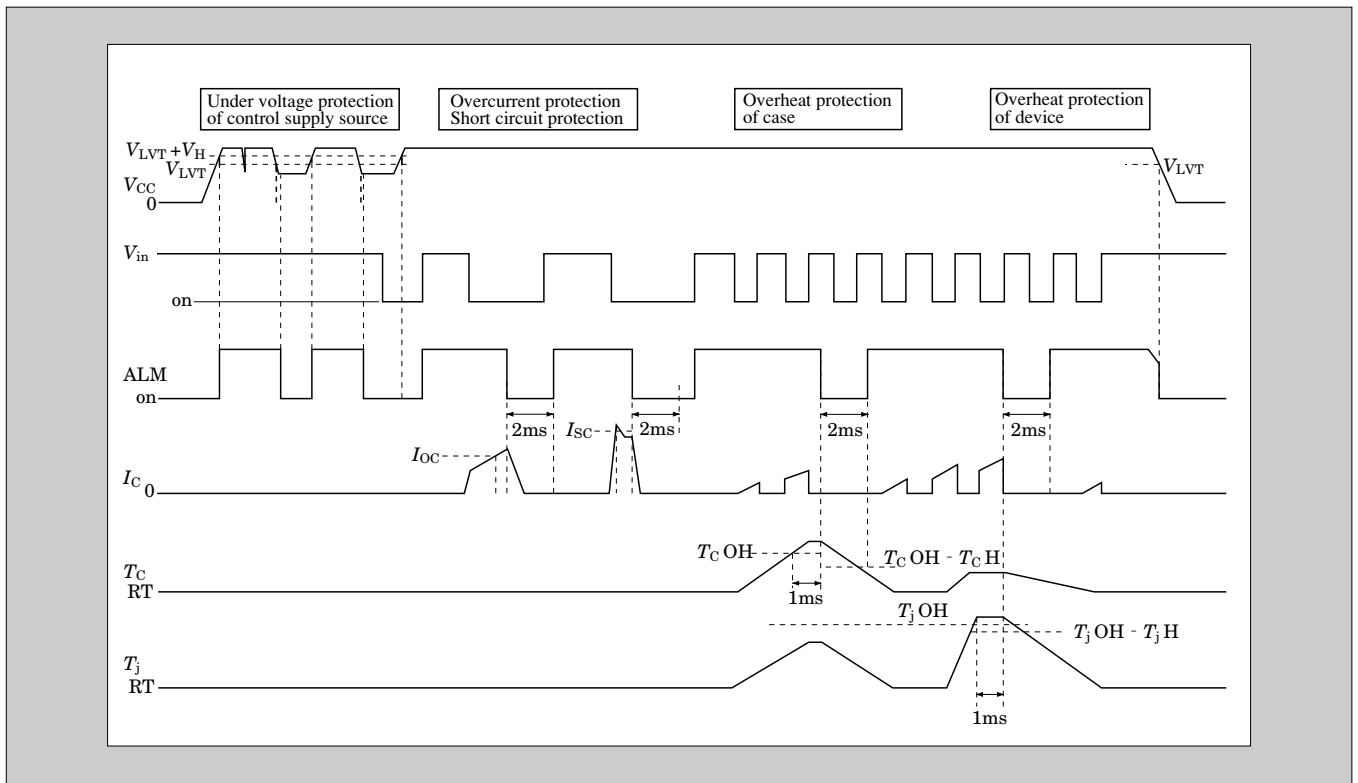 Under voltage protection
of control supply source
Overcurrent protection
Short circuit protection
Overheat protection
of case
Overheat protection
of device
VLVT +VH
VLVT
VCC
0
VLVT
Vin
on
ALM
on
2ms
ISC
2ms
2ms
2ms
IOC
IC 0
TC OH
TC OH - TC H
TC
RT
1ms
Tj OH
Tj OH - Tj H
Tj
RT
1ms